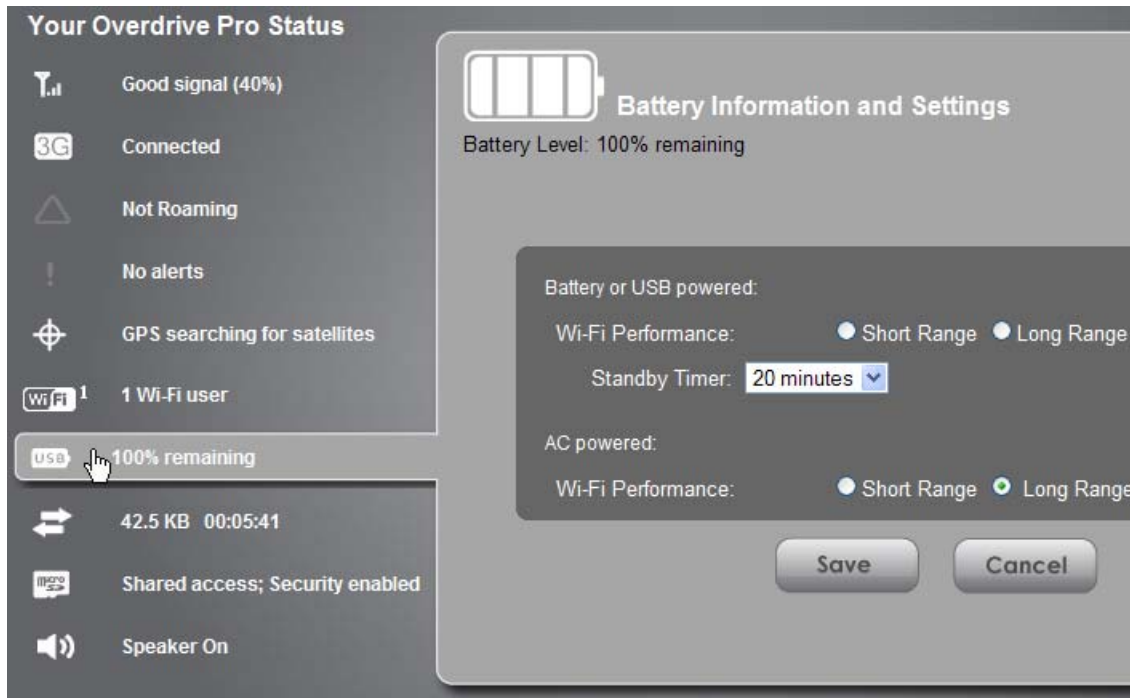 Your Overdrive Pro Status
Good signal (40%)
3G Connected
Not Roaming
! No alerts
GPS searching for satellites
WiFi 1 1 Wi-Fi user
USB 100% remaining
42.5 KB 00:05:41
micro SD Shared access; Security enabled
Speaker On
Battery Information and Settings
Battery Level: 100% remaining
Battery or USB powered:
Wi-Fi Performance: Short Range Long Range
Standby Timer: 20 minutes
AC powered:
Wi-Fi Performance: Short Range Long Range
Save Cancel